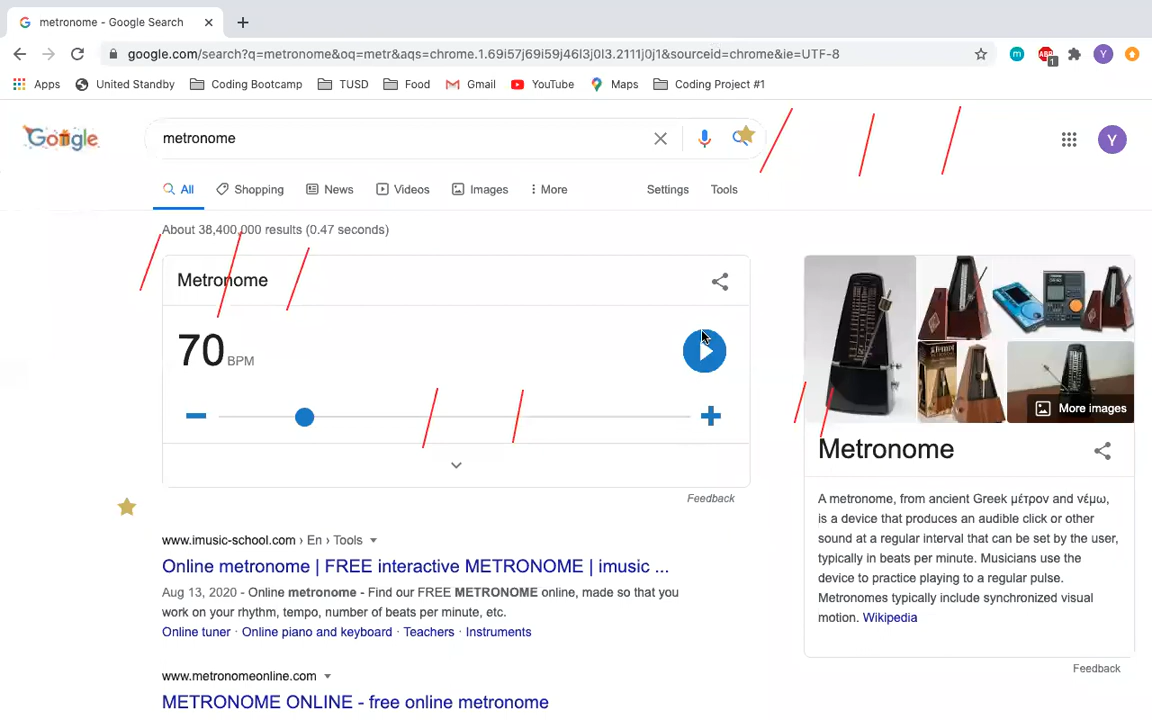 metronome - Google Search
google.com/search?q=metronome&oq=metr&aqs=chrome.1.69i57j69i59j46l3j0l3.2111j0j1&sourceid=chrome&ie=UTF-8
m ABP 1 Y
Apps United Standby Coding Bootcamp TUSD Food Gmail YouTube Maps Coding Project #1
Google metronome Y
All Shopping News Videos Images More Settings Tools
About 38,400,000 results (0.47 seconds)
Metronome
70 BPM
Feedback
www.imusic-school.com › En › Tools
Online metronome | FREE interactive METRONOME | imusic ...
Aug 13, 2020 - Online metronome - Find our FREE METRONOME online, made so that you
work on your rhythm, tempo, number of beats per minute, etc.
Online tuner · Online piano and keyboard · Teachers · Instruments
www.metronomeonline.com
METRONOME ONLINE - free online metronome
More images
Metronome
A metronome, from ancient Greek μέτρον and νέμω,
is a device that produces an audible click or other
sound at a regular interval that can be set by the user,
typically in beats per minute. Musicians use the
device to practice playing to a regular pulse.
Metronomes typically include synchronized visual
motion. Wikipedia
Feedback